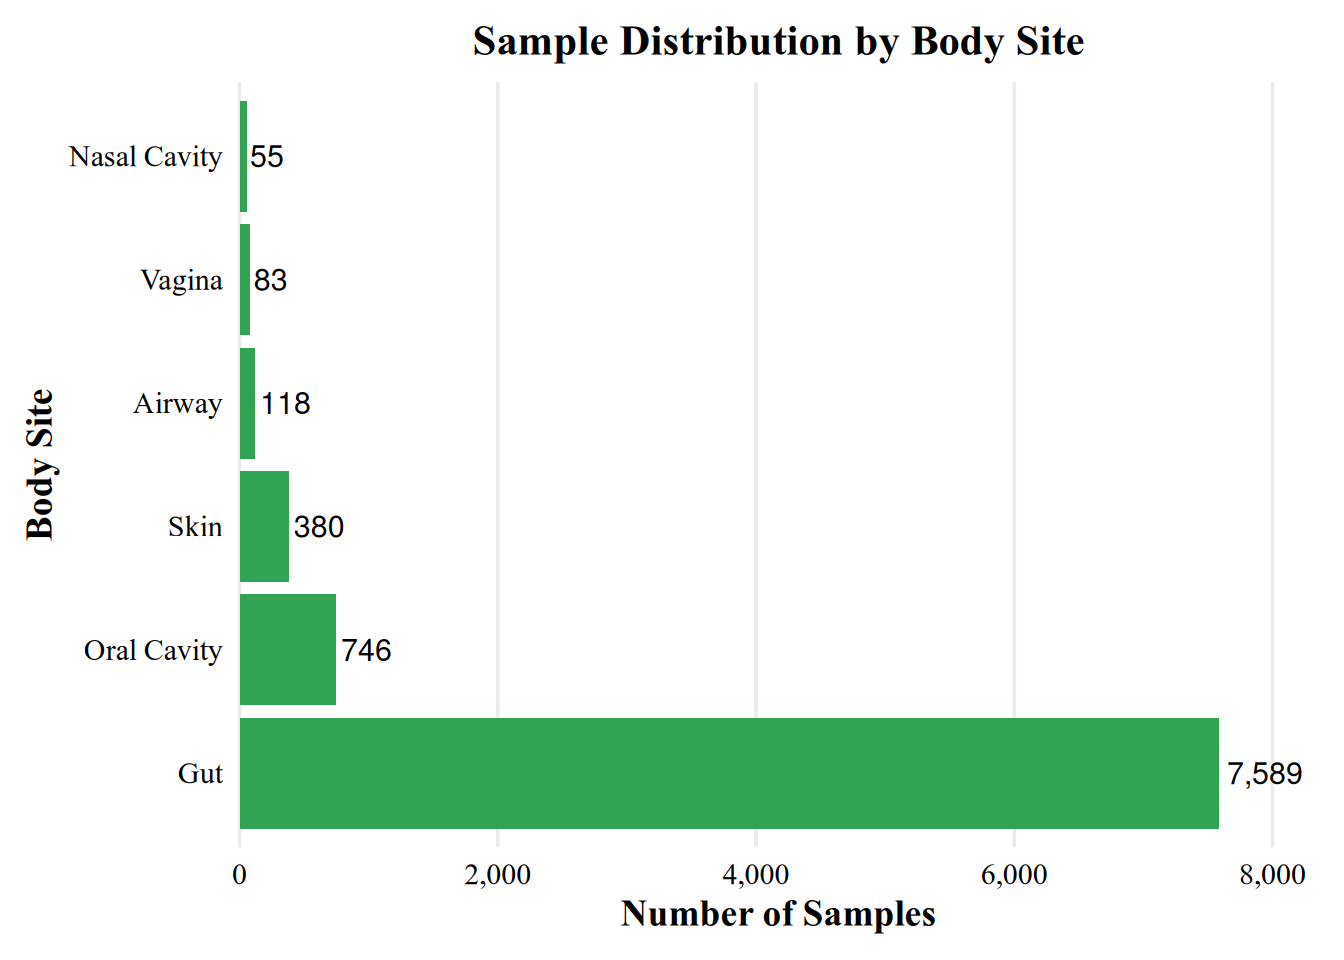 Sample Distribution by Body Site
Nasal Cavity 55
Vagina 83
Airway 118
Skin 380
Oral Cavity 746
Gut 7,589
Body Site
0 2,000 4,000 6,000 8,000
Number of Samples